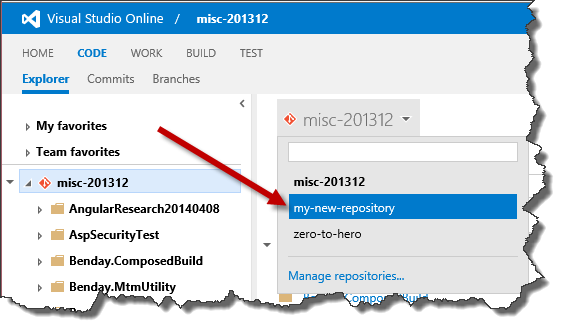 Visual Studio Online / misc-201312
HOME CODE WORK BUILD TEST
Explorer Commits Branches
My favorites
Team favorites
misc-201312
AngularResearch20140408
AspSecurityTest
Benday.ComposedBuild
Benday.MtmUtility
misc-201312
misc-201312
my-new-repository
zero-to-hero
Manage repositories...